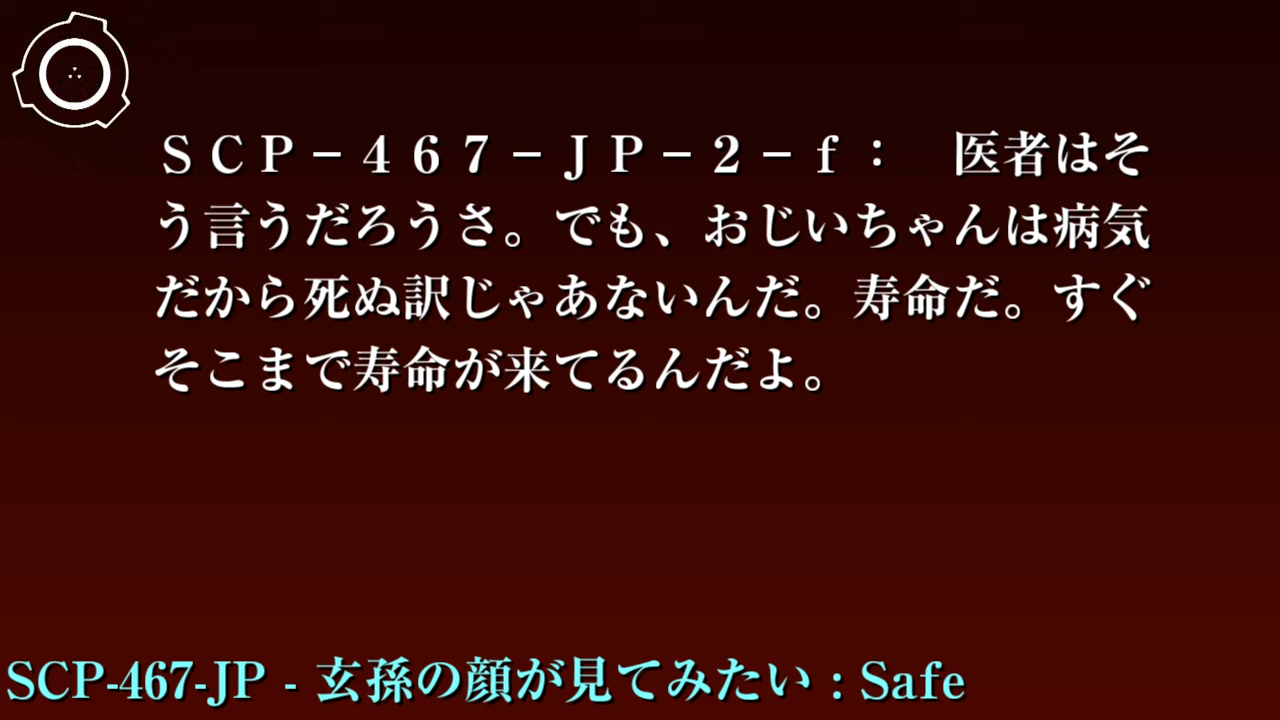 ＳＣＰ－４６７－ＪＰ－２－ｆ：　医者はそ
う言うだろうさ。でも、おじいちゃんは病気
だから死ぬ訳じゃあないんだ。寿命だ。すぐ
そこまで寿命が来てるんだよ。
SCP-467-JP - 玄孫の顔が見てみたい : Safe